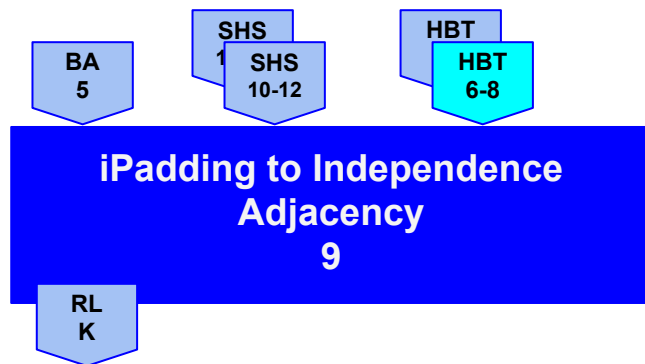 SHS
HBT
BA
5
SHS
10-12
HBT
6-8
iPadding to Independence
Adjacency
9
RL
K